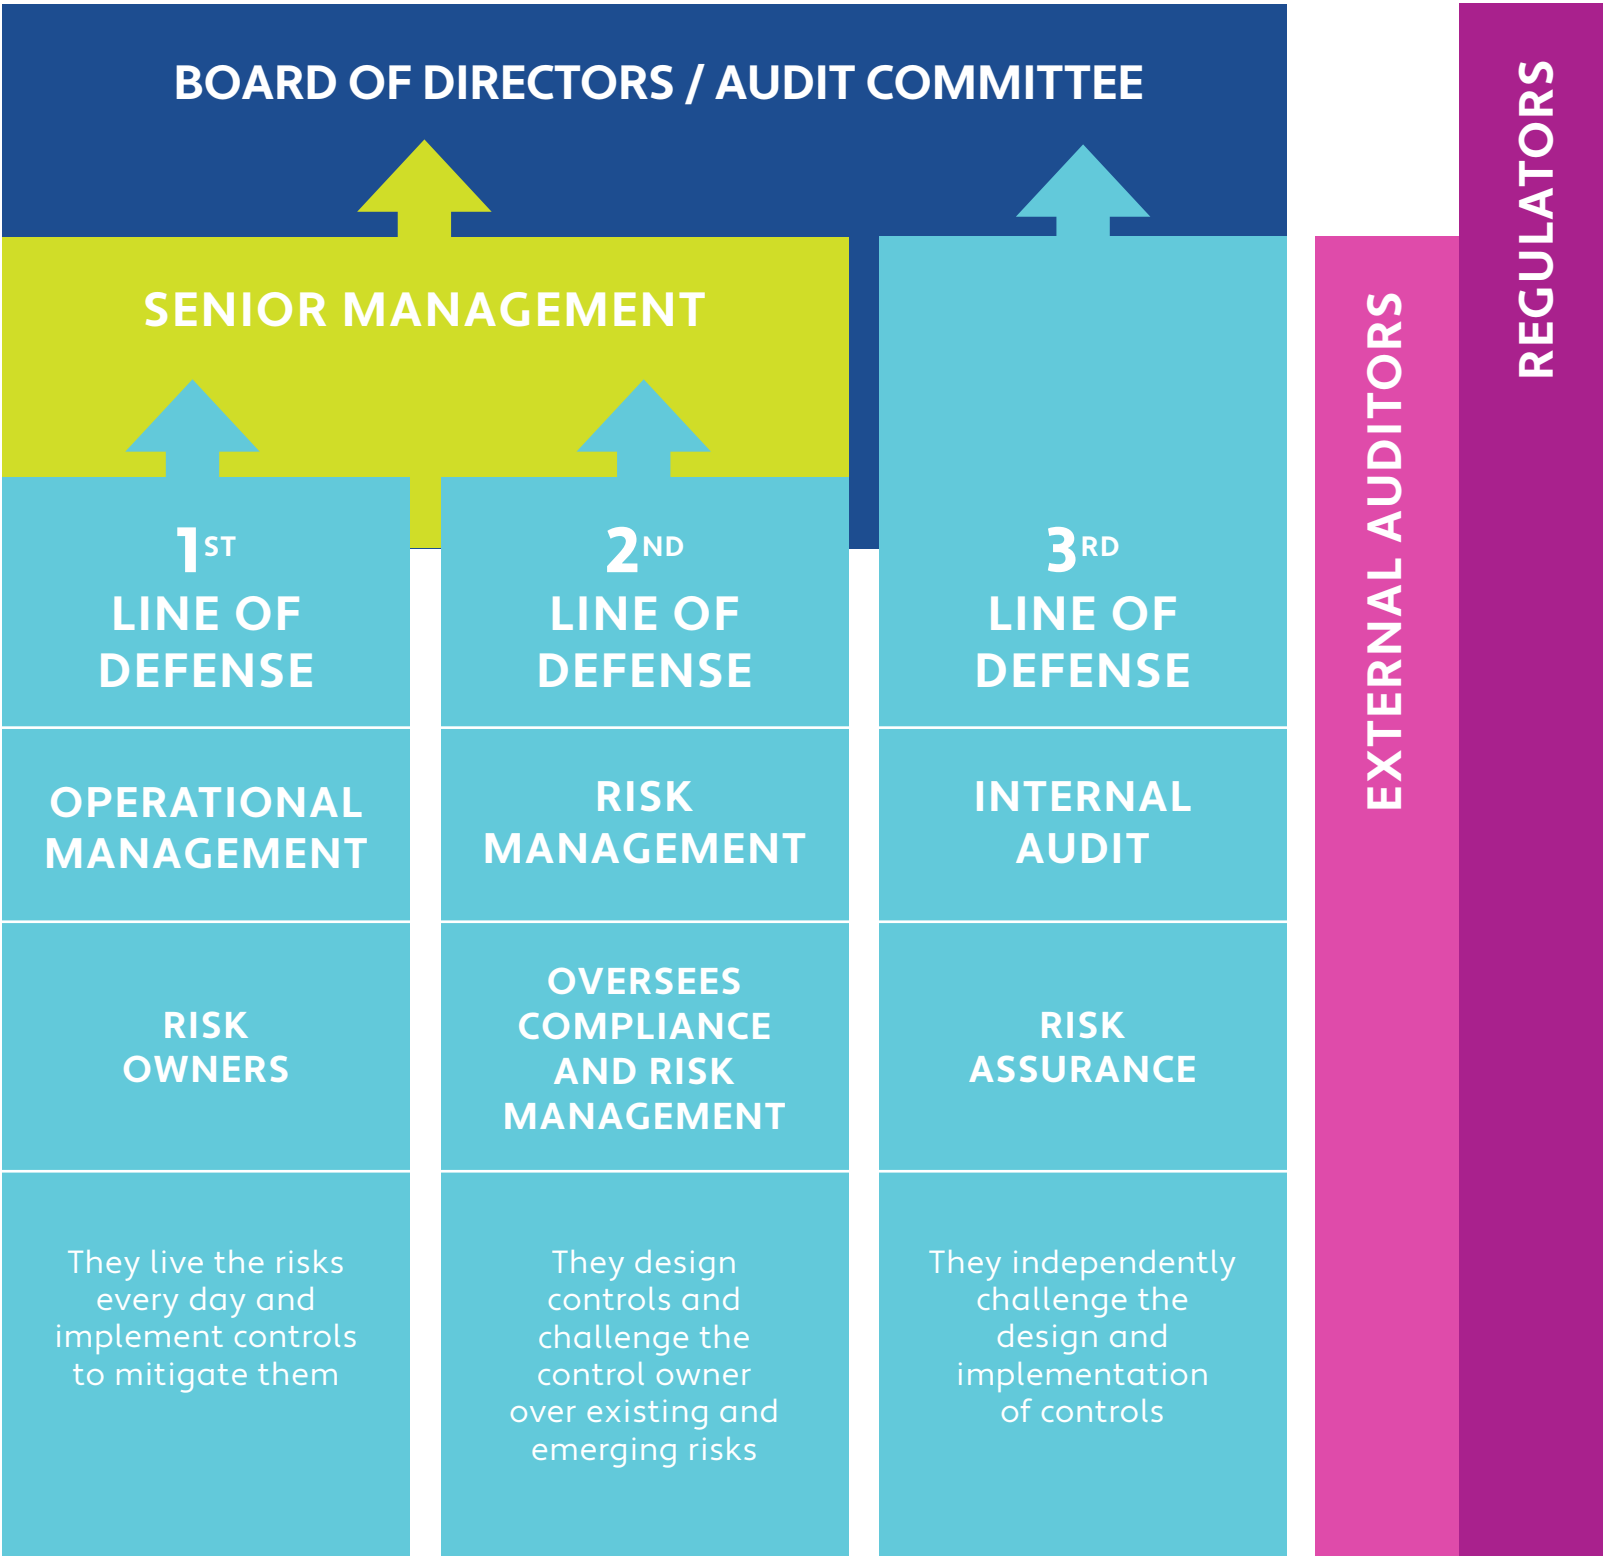 BOARD OF DIRECTORS / AUDIT COMMITTEE
SENIOR MANAGEMENT
1ST
LINE OF
DEFENSE
OPERATIONAL
MANAGEMENT
RISK
OWNERS
They live the risks
every day and
implement controls
to mitigate them
2ND
LINE OF
DEFENSE
RISK
MANAGEMENT
OVERSEES
COMPLIANCE
AND RISK
MANAGEMENT
They design
controls and
challenge the
control owner
over existing and
emerging risks
3RD
LINE OF
DEFENSE
INTERNAL
AUDIT
RISK
ASSURANCE
They independently
challenge the
design and
implementation
of controls
EXTERNAL AUDITORS
REGULATORS